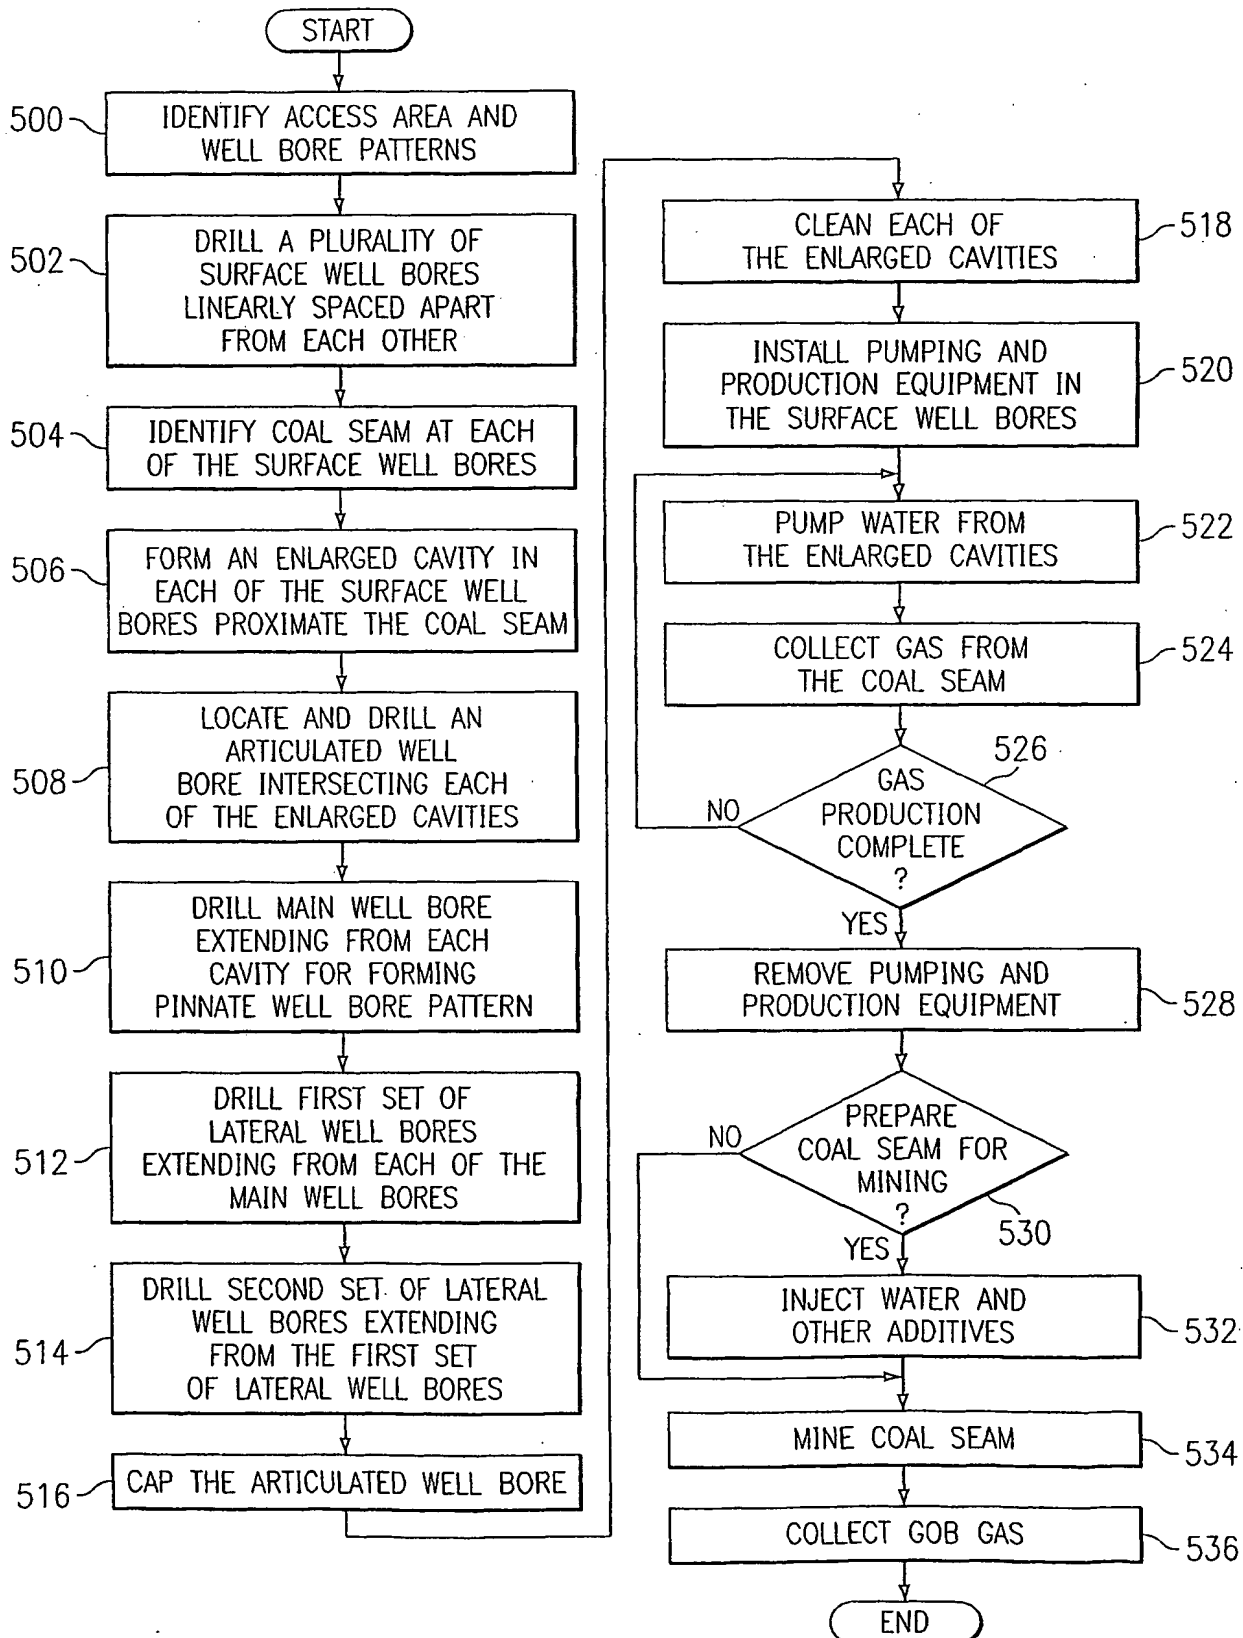 START
500
IDENTIFY ACCESS AREA AND
WELL BORE PATTERNS
502
DRILL A PLURALITY OF
SURFACE WELL BORES
LINEARLY SPACED APART
FROM EACH OTHER
504
IDENTIFY COAL SEAM AT EACH
OF THE SURFACE WELL BORES
506
FORM AN ENLARGED CAVITY IN
EACH OF THE SURFACE WELL
BORES PROXIMATE THE COAL SEAM
508
LOCATE AND DRILL AN
ARTICULATED WELL
BORE INTERSECTING EACH
OF THE ENLARGED CAVITIES
510
DRILL MAIN WELL BORE
EXTENDING FROM EACH
CAVITY FOR FORMING
PINNATE WELL BORE PATTERN
512
DRILL FIRST SET OF
LATERAL WELL BORES
EXTENDING FROM EACH OF THE
MAIN WELL BORES
514
DRILL SECOND SET OF LATERAL
WELL BORES EXTENDING
FROM THE FIRST SET
OF LATERAL WELL BORES
516
CAP THE ARTICULATED WELL BORE
CLEAN EACH OF
THE ENLARGED CAVITIES
518
INSTALL PUMPING AND
PRODUCTION EQUIPMENT IN
THE SURFACE WELL BORES
520
PUMP WATER FROM
THE ENLARGED CAVITIES
522
COLLECT GAS FROM
THE COAL SEAM
524
526
GAS
PRODUCTION
COMPLETE
?
NO
YES
REMOVE PUMPING AND
PRODUCTION EQUIPMENT
528
PREPARE
COAL SEAM FOR
MINING
?
NO
530
YES
INJECT WATER AND
OTHER ADDITIVES
532
MINE COAL SEAM
534
COLLECT GOB GAS
536
END